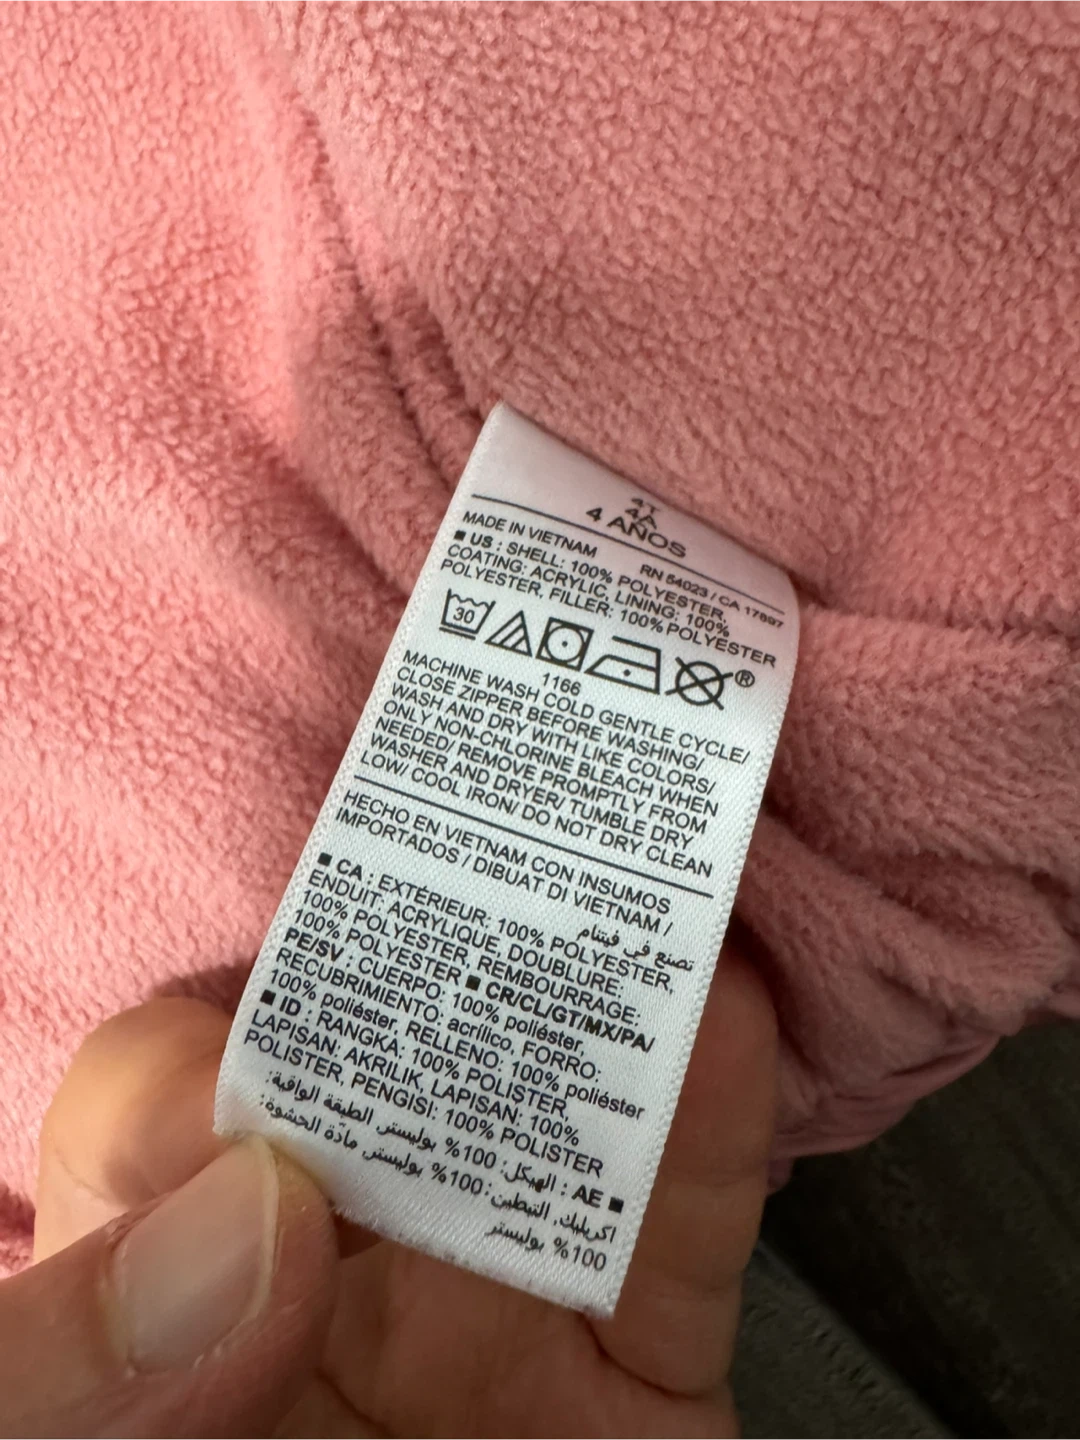 4T
4A
4 AÑOS
MADE IN VIETNAM RN 54023 / CA 17897
■ US : SHELL: 100% POLYESTER,
COATING: ACRYLIC, LINING: 100%
POLYESTER, FILLER: 100% POLYESTER
30
®
1166
MACHINE WASH COLD GENTLE CYCLE/
CLOSE ZIPPER BEFORE WASHING/
WASH AND DRY WITH LIKE COLORS/
ONLY NON-CHLORINE BLEACH WHEN
NEEDED/ REMOVE PROMPTLY FROM
WASHER AND DRYER/ TUMBLE DRY
LOW/ COOL IRON/ DO NOT DRY CLEAN
HECHO EN VIETNAM CON INSUMOS
IMPORTADOS / DIBUAT DI VIETNAM /
تصنع في فيتنام
■ CA : EXTÉRIEUR: 100% POLYESTER,
ENDUIT: ACRYLIQUE, DOUBLURE:
100% POLYESTER, REMBOURRAGE:
100% POLYESTER ■ CR/CL/GT/MX/PA/
PE/SV : CUERPO: 100% poliéster,
RECUBRIMIENTO: acrílico, FORRO:
100% poliéster, RELLENO: 100% poliéster
■ ID : RANGKA: 100% POLISTER,
LAPISAN: AKRILIK, LAPISAN: 100%
POLISTER, PENGISI: 100% POLISTER
■ AE : الهيكل: 100% بوليستر, الطبقة الواقية:
اكريليك, التبطين: 100% بوليستر, مادّة الحشوة:
100% بوليستر